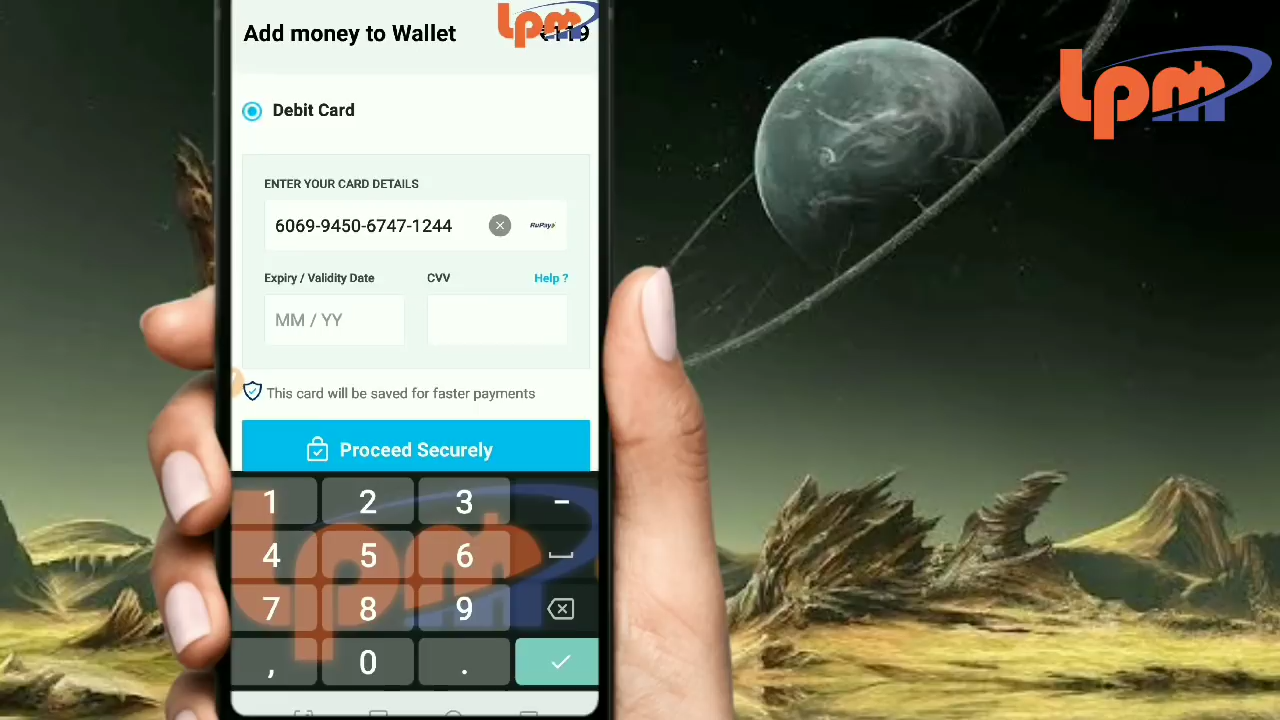 Add money to Wallet ₹119
lpm
lpm
Debit Card
ENTER YOUR CARD DETAILS
6069-9450-6747-1244 RuPay
Expiry / Validity Date CVV Help ?
MM / YY
This card will be saved for faster payments
Proceed Securely
1 2 3 -
4 5 6
7 8 9
, 0 .
lpm